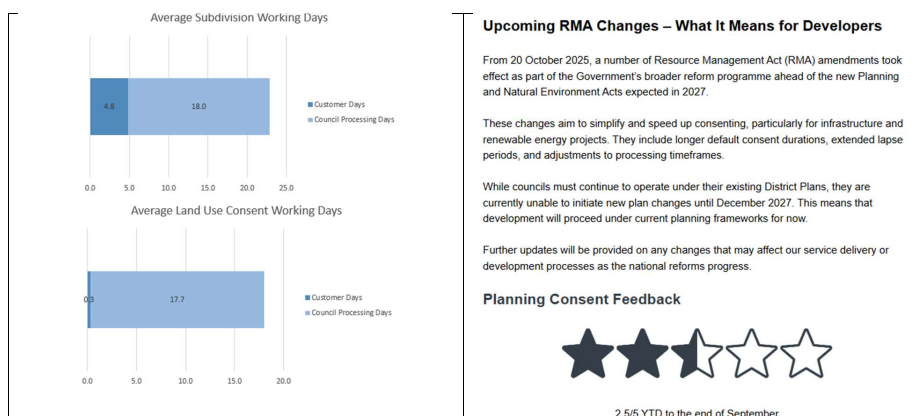 Average Subdivision Working Days
4.8
18.0
Customer Days
Council Processing Days
0.0 5.0 10.0 15.0 20.0 25.0
Average Land Use Consent Working Days
0.3
17.7
Customer Days
Council Processing Days
0.0 5.0 10.0 15.0 20.0
Upcoming RMA Changes – What It Means for Developers
From 20 October 2025, a number of Resource Management Act (RMA) amendments took
effect as part of the Government's broader reform programme ahead of the new Planning
and Natural Environment Acts expected in 2027.
These changes aim to simplify and speed up consenting, particularly for infrastructure and
renewable energy projects. They include longer default consent durations, extended lapse
periods, and adjustments to processing timeframes.
While councils must continue to operate under their existing District Plans, they are
currently unable to initiate new plan changes until December 2027. This means that
development will proceed under current planning frameworks for now.
Further updates will be provided on any changes that may affect our service delivery or
development processes as the national reforms progress.
Planning Consent Feedback
2.5/5 YTD to the end of September